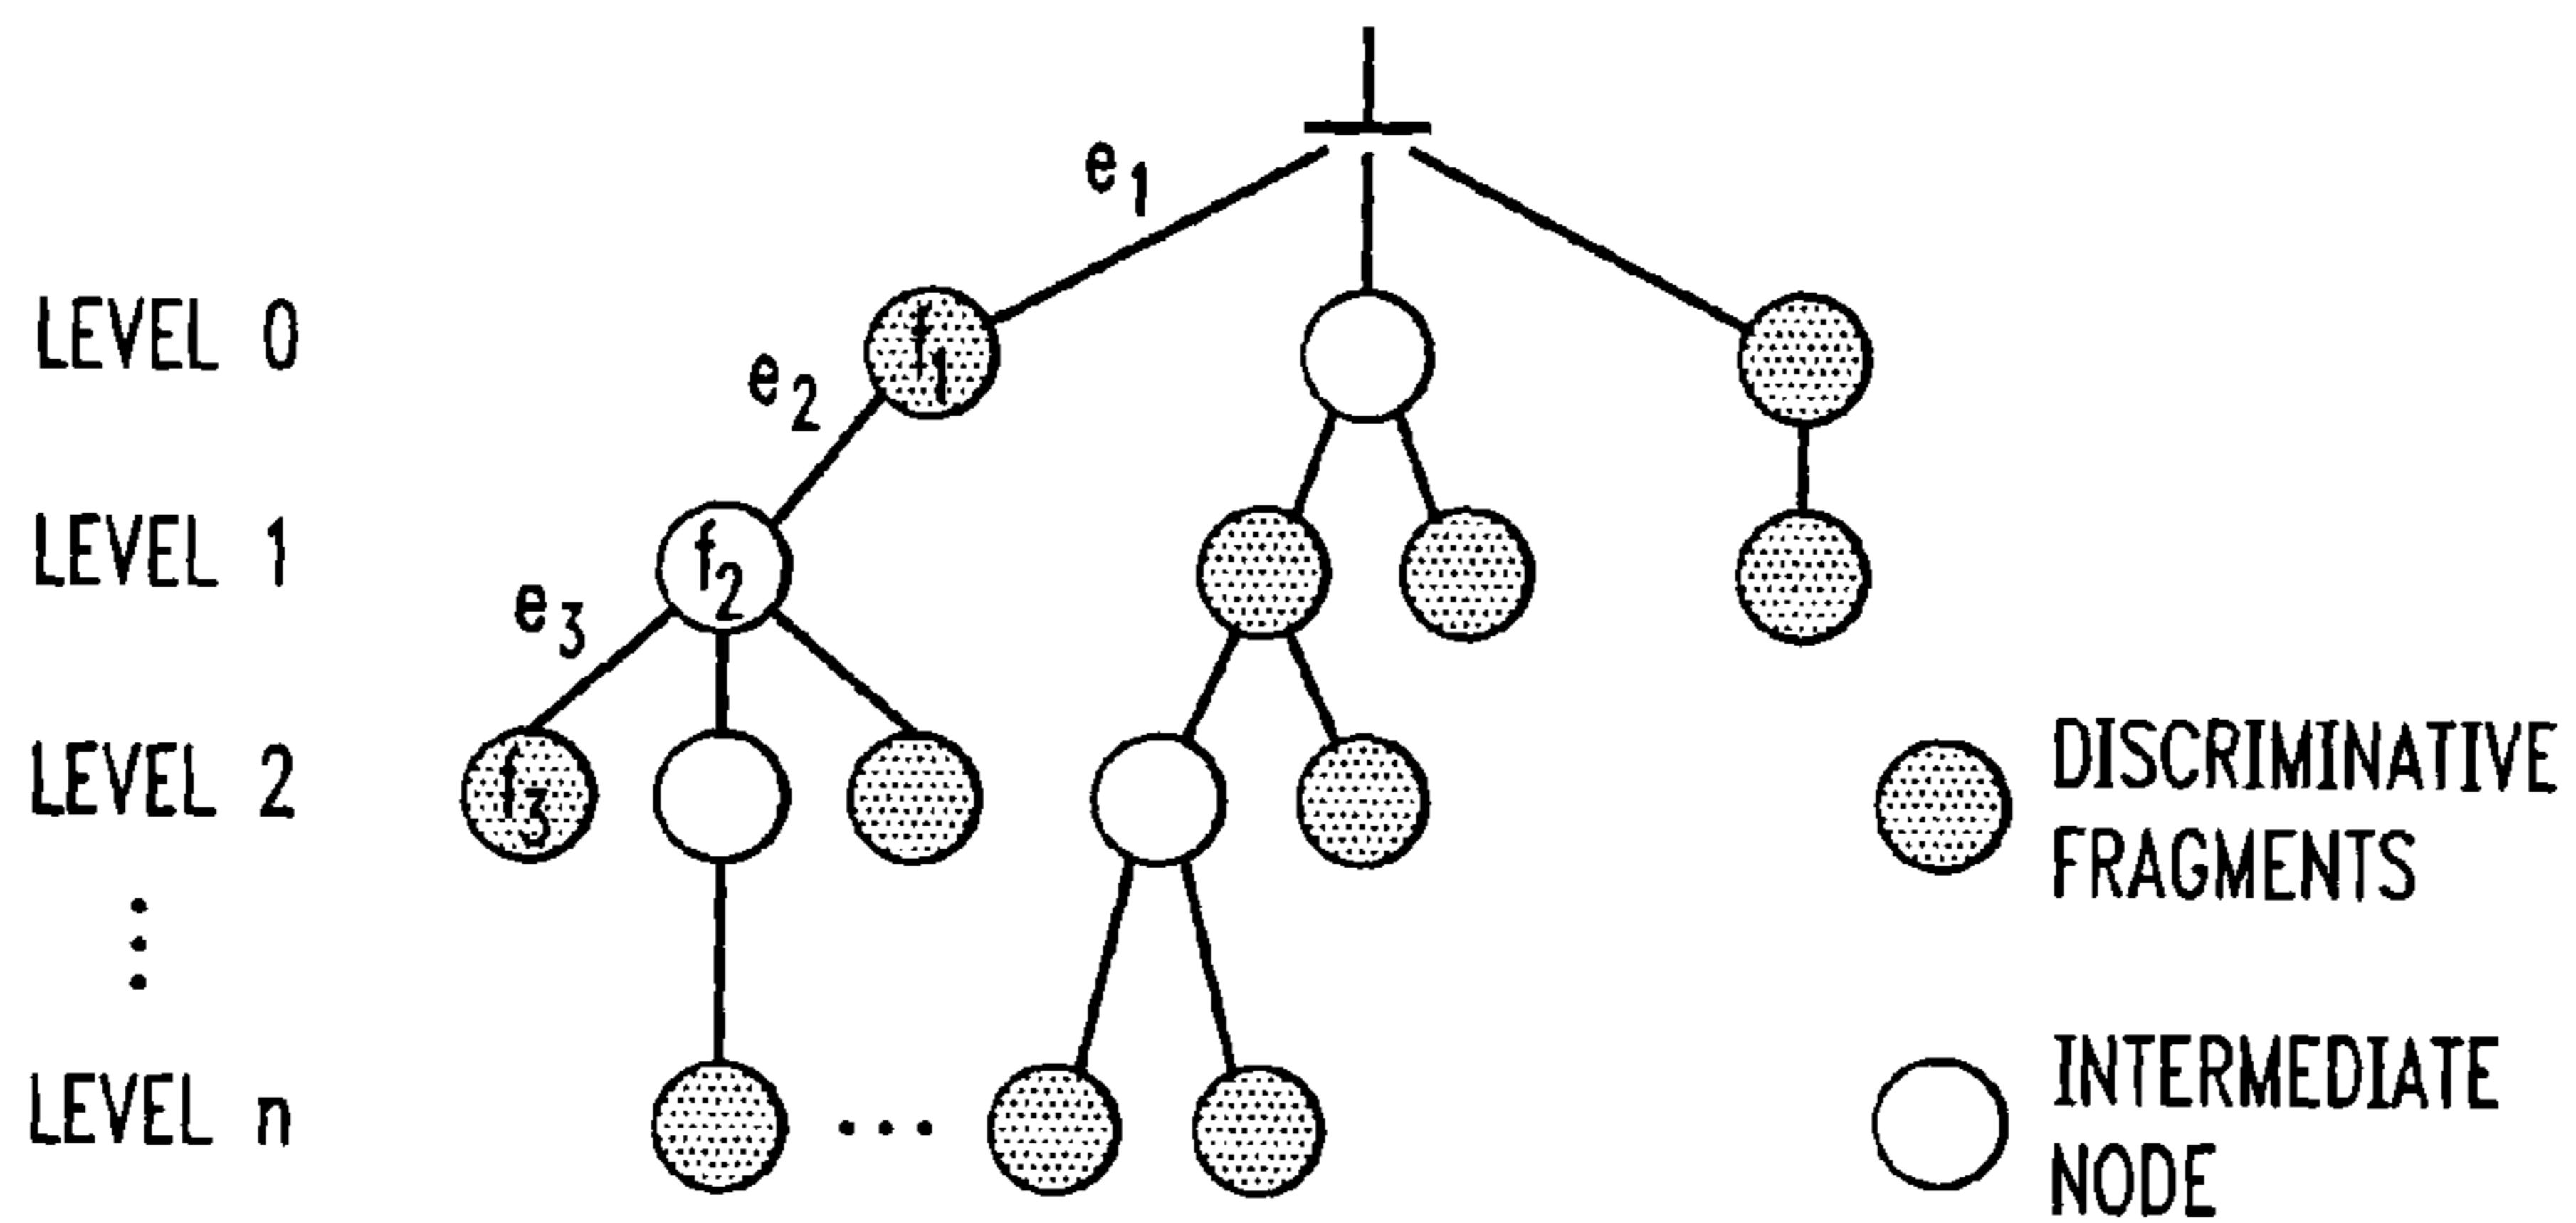 e1
LEVEL 0
f1
e2
LEVEL 1
f2
e3
LEVEL 2
f3
DISCRIMINATIVE
FRAGMENTS
LEVEL n
...
INTERMEDIATE
NODE